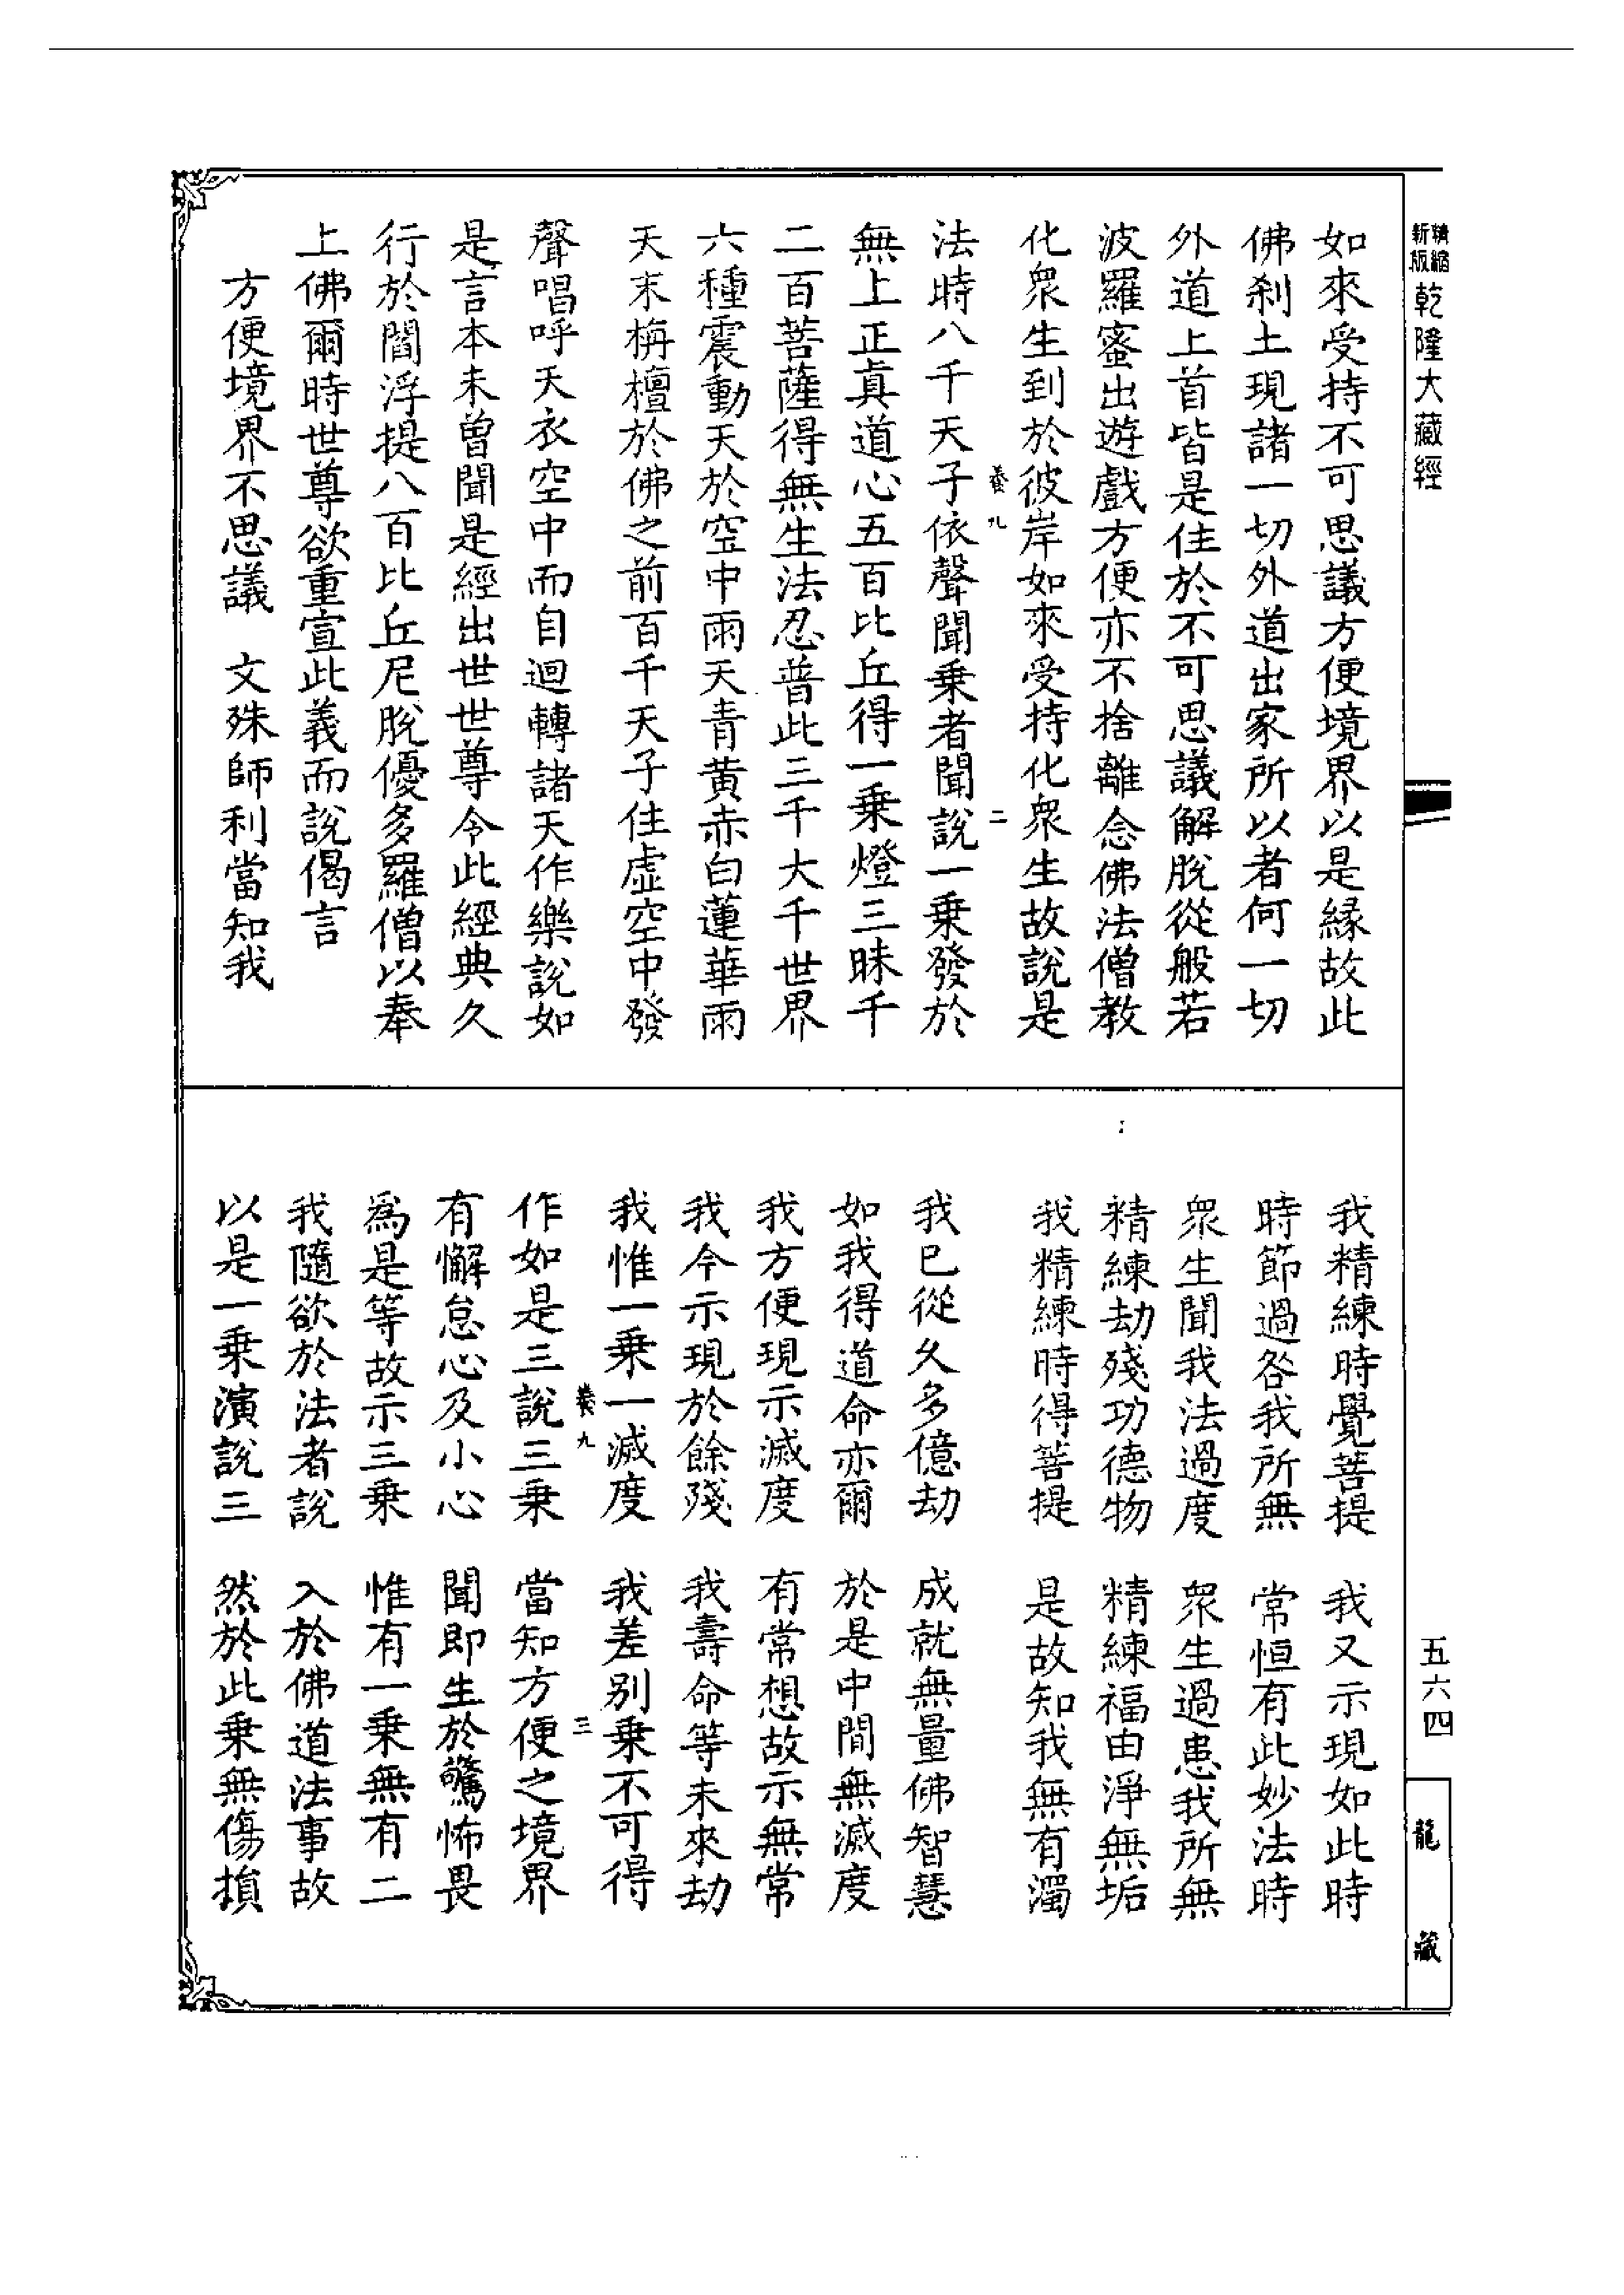 精縮新版乾隆大藏經
如來受持不可思議方便境界以是緣故此
佛刹土現諸一切外道出家所以者何一切
外道上首皆是住於不可思議解脫從般若
波羅蜜出遊戲方便亦不捨離念佛法僧教
化衆生到於彼岸如來受持化衆生故說是
養九 二
法時八千天子依聲聞乗者聞說一乗發於
無上正真道心五百比丘得一乗燈三昧千
二百菩薩得無生法忍普此三千大千世界
六種震動天於空中雨天青黄赤白蓮華雨
天末栴檀於佛之前百千天子住虛空中發
聲唱呼天衣空中而自迴轉諸天作樂說如
是言本未曾聞是經出世世尊今此經典久
行於閻浮提八百比丘尼脫優多羅僧以奉
上佛爾時世尊欲重宣此義而說偈言
方便境界不思議 文殊師利當知我
我精練時覺菩提 我又示現如此時
時節過咎我所無 常恒有此妙法時
衆生聞我法過度 衆生過患我所無
精練劫殘功德物 精練福由淨無垢
我精練時得菩提 是故知我無有濁
我已從久多億劫 成就無量佛智慧
如我得道命亦爾 於是中間無滅度
我方便現示滅度 有常想故示無常
我今示現於餘殘 我壽命等未來劫
我惟一乗一滅度 我差別乗不可得
養九 三
作如是三說三乗 當知方便之境界
有懈怠心及小心 聞即生於驚怖畏
爲是等故示三乗 惟有一乗無有二
我隨欲於法者說 入於佛道法事故
以是一乗演說三 然於此乗無傷損
五六四
龍藏